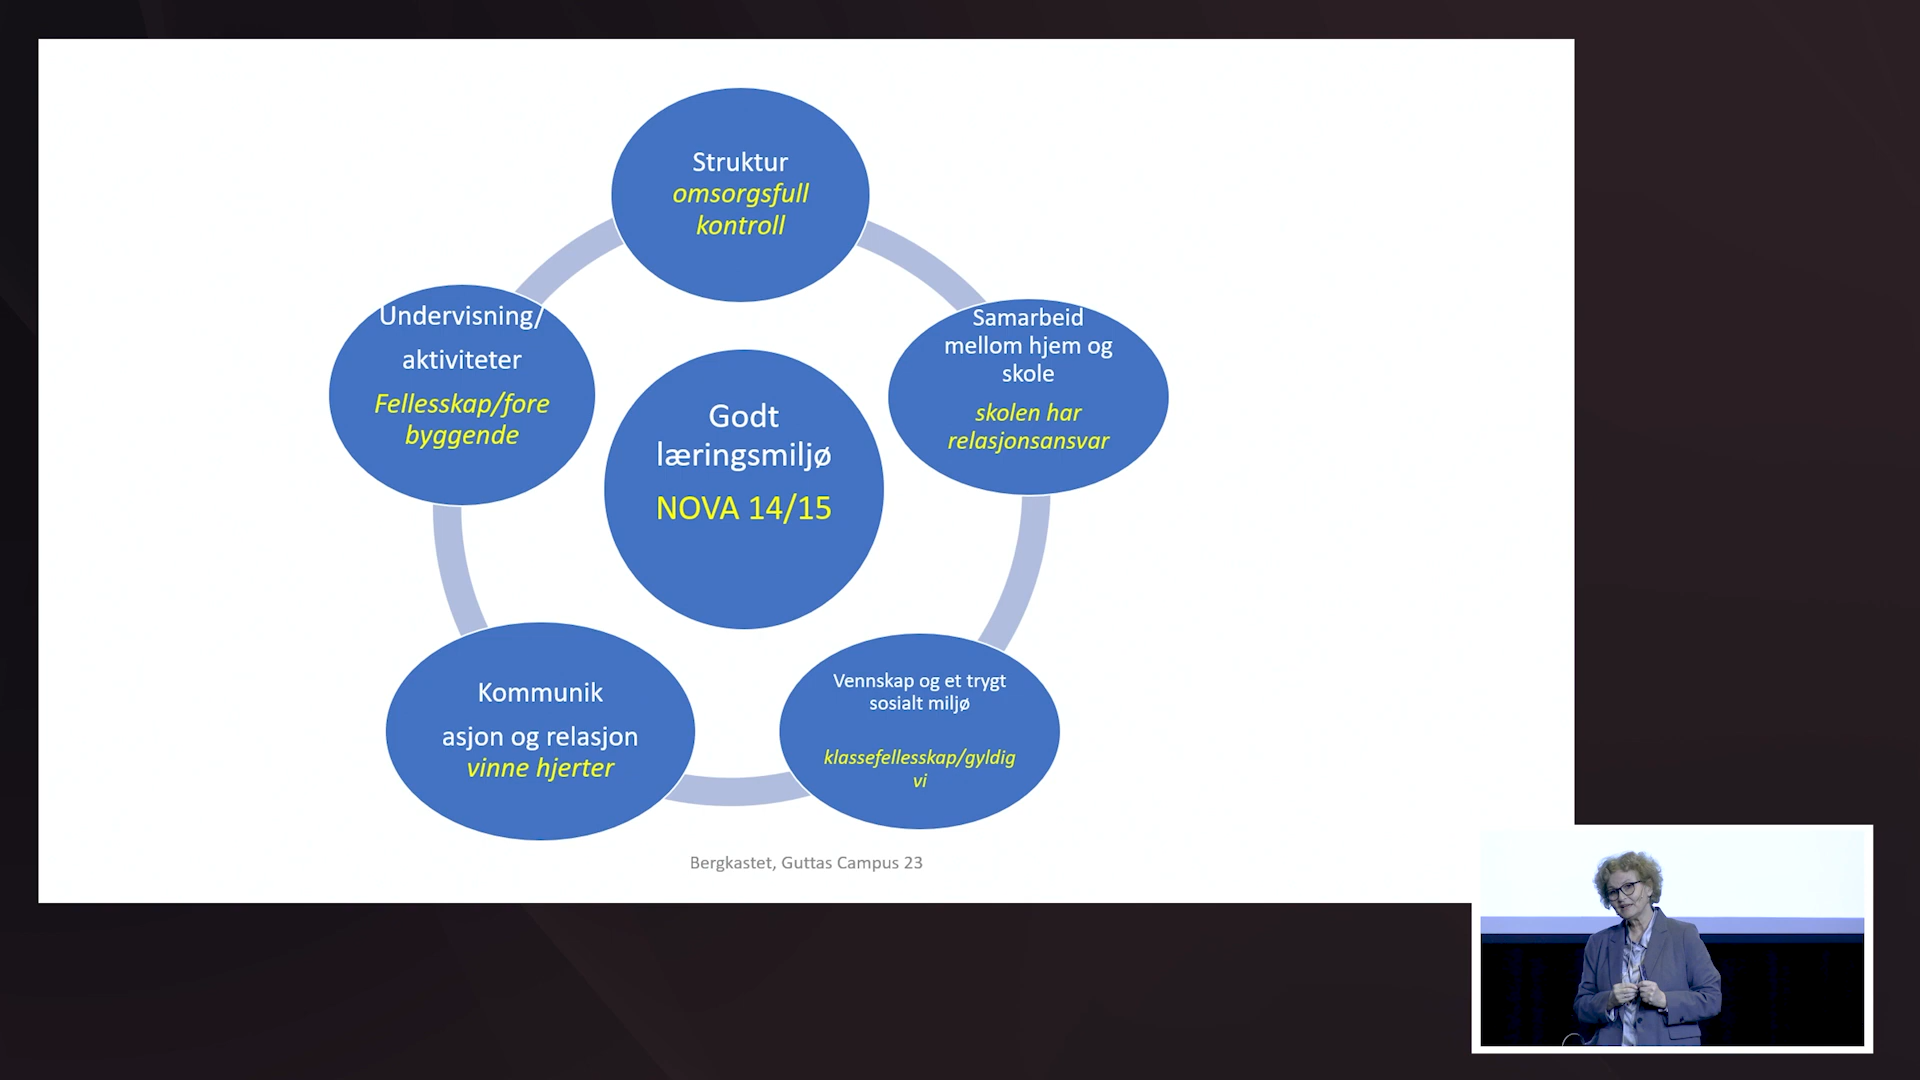 Struktur
omsorgsfull
kontroll
Samarbeid
mellom hjem og
skole
skolen har
relasjonsansvar
Vennskap og et trygt
sosialt miljø
klassefellesskap/gyldig
vi
Kommunik
asjon og relasjon
vinne hjerter
Undervisning/
aktiviteter
Fellesskap/fore
byggende
Godt
læringsmiljø
NOVA 14/15
Bergkastet, Guttas Campus 23